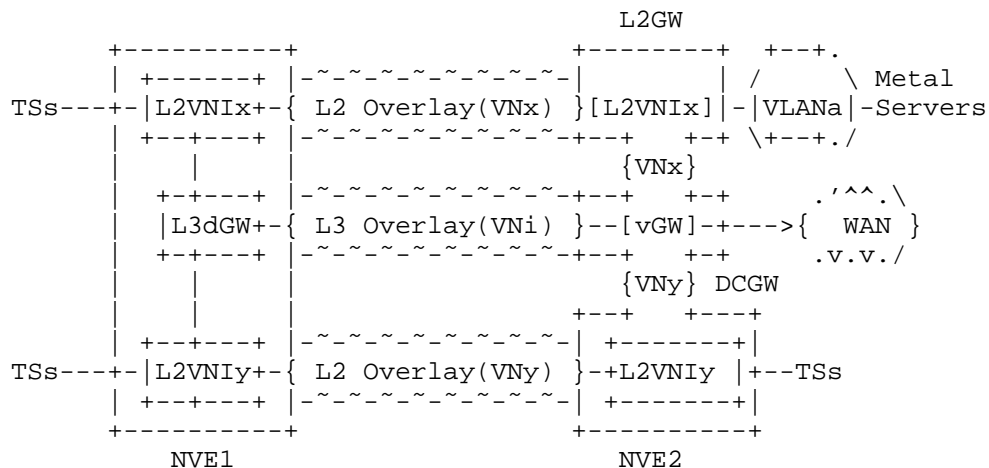 L2GW
+----------+ +--------+ +--+.
| +------+ |-~-~-~-~-~-~-~-~-| | / \ Metal
TSs---+-|L2VNIx+-{ L2 Overlay(VNx) }[L2VNIx]|-|VLANa|-Servers
| +--+---+ |-~-~-~-~-~-~-~-~-+--+ +-+ \+--+./
| | | {VNx}
| +-+--+ |-~-~-~-~-~-~-~-~-+--+ +-+ .'^^.\
| |L3dGW+-{ L3 Overlay(VNi) }--[vGW]-+--->{ WAN }
| +-+--+ |-~-~-~-~-~-~-~-~-+--+ +-+ .v.v./
| | | {VNy} DCGW
| | | +--+ +----+
| +--+---+ |-~-~-~-~-~-~-~-~-| +-------+|
TSs---+-|L2VNIy+-{ L2 Overlay(VNy) }-+L2VNIy |+--TSs
| +--+---+ |-~-~-~-~-~-~-~-~-| +-------+|
+----------+ +----------+
NVE1 NVE2